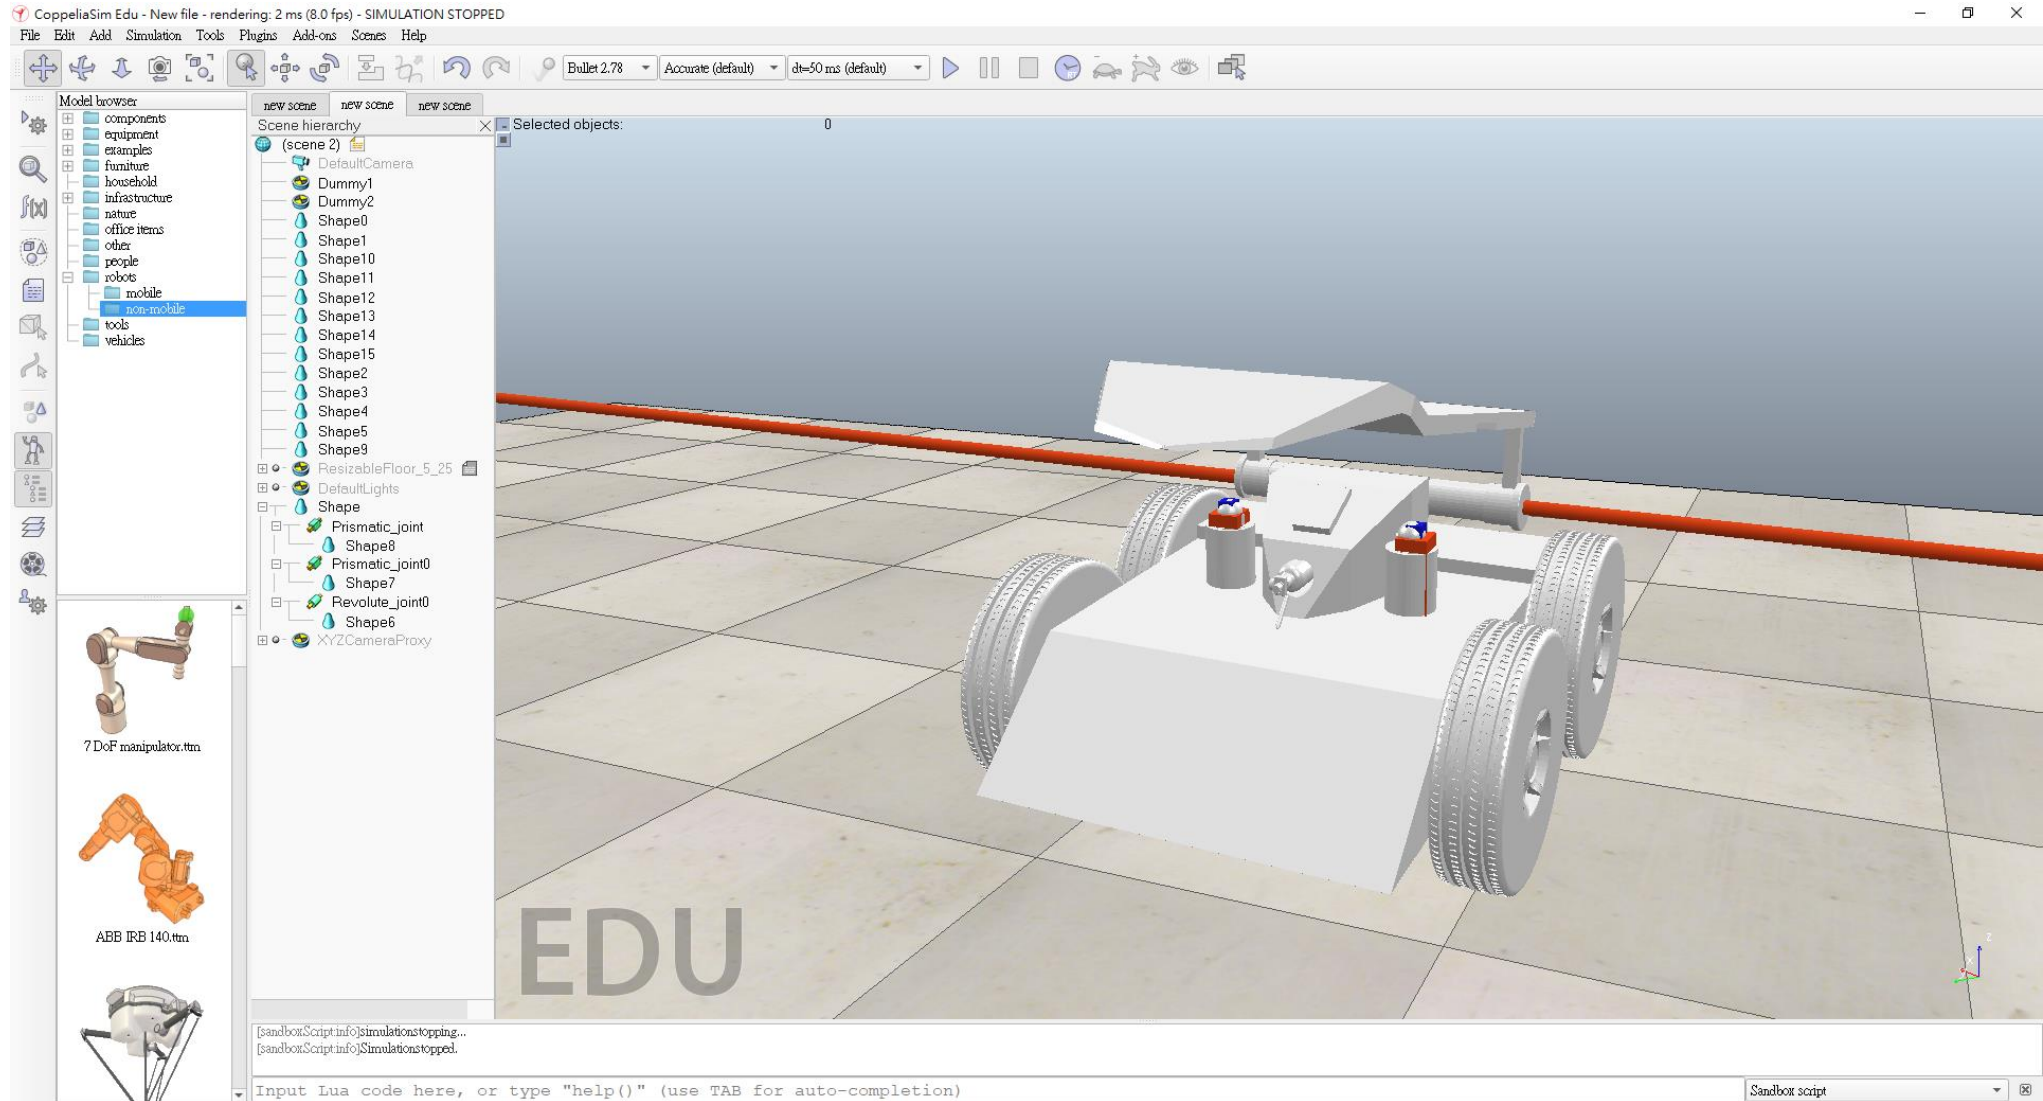 CoppeliaSim Edu - New file - rendering: 2 ms (8.0 fps) - SIMULATION STOPPED
File Edit Add Simulation Tools Plugins Add-ons Scenes Help
Bullet 2.78 Accurate (default) dt=50 ms (default)
Model browser
components
equipment
examples
furniture
household
infrastructure
nature
office items
other
people
robots
mobile
non-mobile
tools
vehicles
7 DoF manipulator.ttm
ABB IRB 140.ttm
new scene new scene new scene
Scene hierarchy
(scene 2)
DefaultCamera
Dummy1
Dummy2
Shape0
Shape1
Shape10
Shape11
Shape12
Shape13
Shape14
Shape15
Shape2
Shape3
Shape4
Shape5
Shape9
ResizableFloor_5_25
DefaultLights
Shape
Prismatic_joint
Shape8
Prismatic_joint0
Shape7
Revolute_joint0
Shape6
XYZCameraProxy
Selected objects: 0
EDU
[sandboxScript:info]simulationstopping...
[sandboxScript:info]Simulationstopped.
Input Lua code here, or type "help()" (use TAB for auto-completion)
Sandbox script